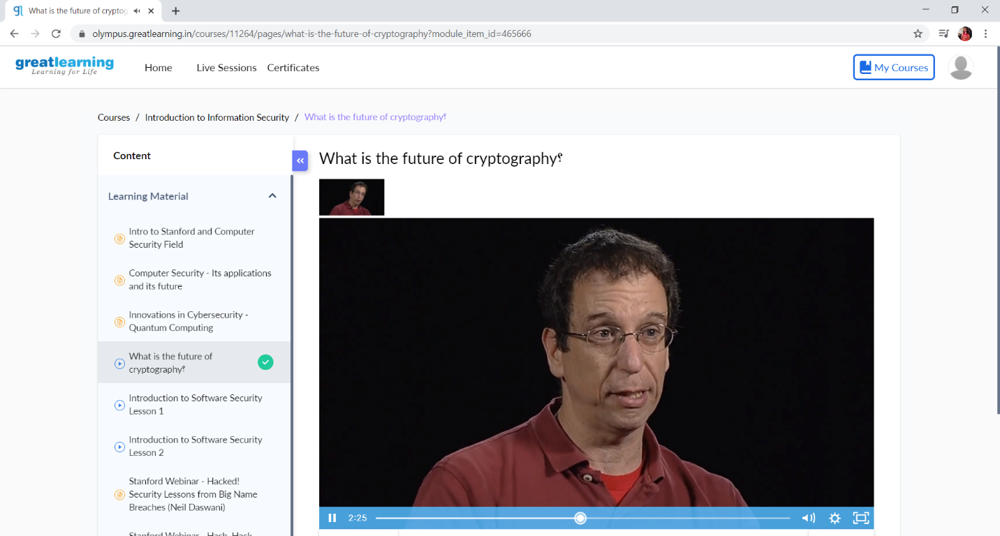 What is the future of cryptog
olympus.greatlearning.in/courses/11264/pages/what-is-the-future-of-cryptography?module_item_id=465666
greatlearning
Learning for Life
Home Live Sessions Certificates My Courses
Courses / Introduction to Information Security / What is the future of cryptography؟
Content
Learning Material
Intro to Stanford and Computer
Security Field
Computer Security - Its applications
and its future
Innovations in Cybersecurity -
Quantum Computing
What is the future of
cryptography؟
Introduction to Software Security
Lesson 1
Introduction to Software Security
Lesson 2
Stanford Webinar - Hacked!
Security Lessons from Big Name
Breaches (Neil Daswani)
Stanford Webinar - Hash, Hack,
What is the future of cryptography؟
2:25